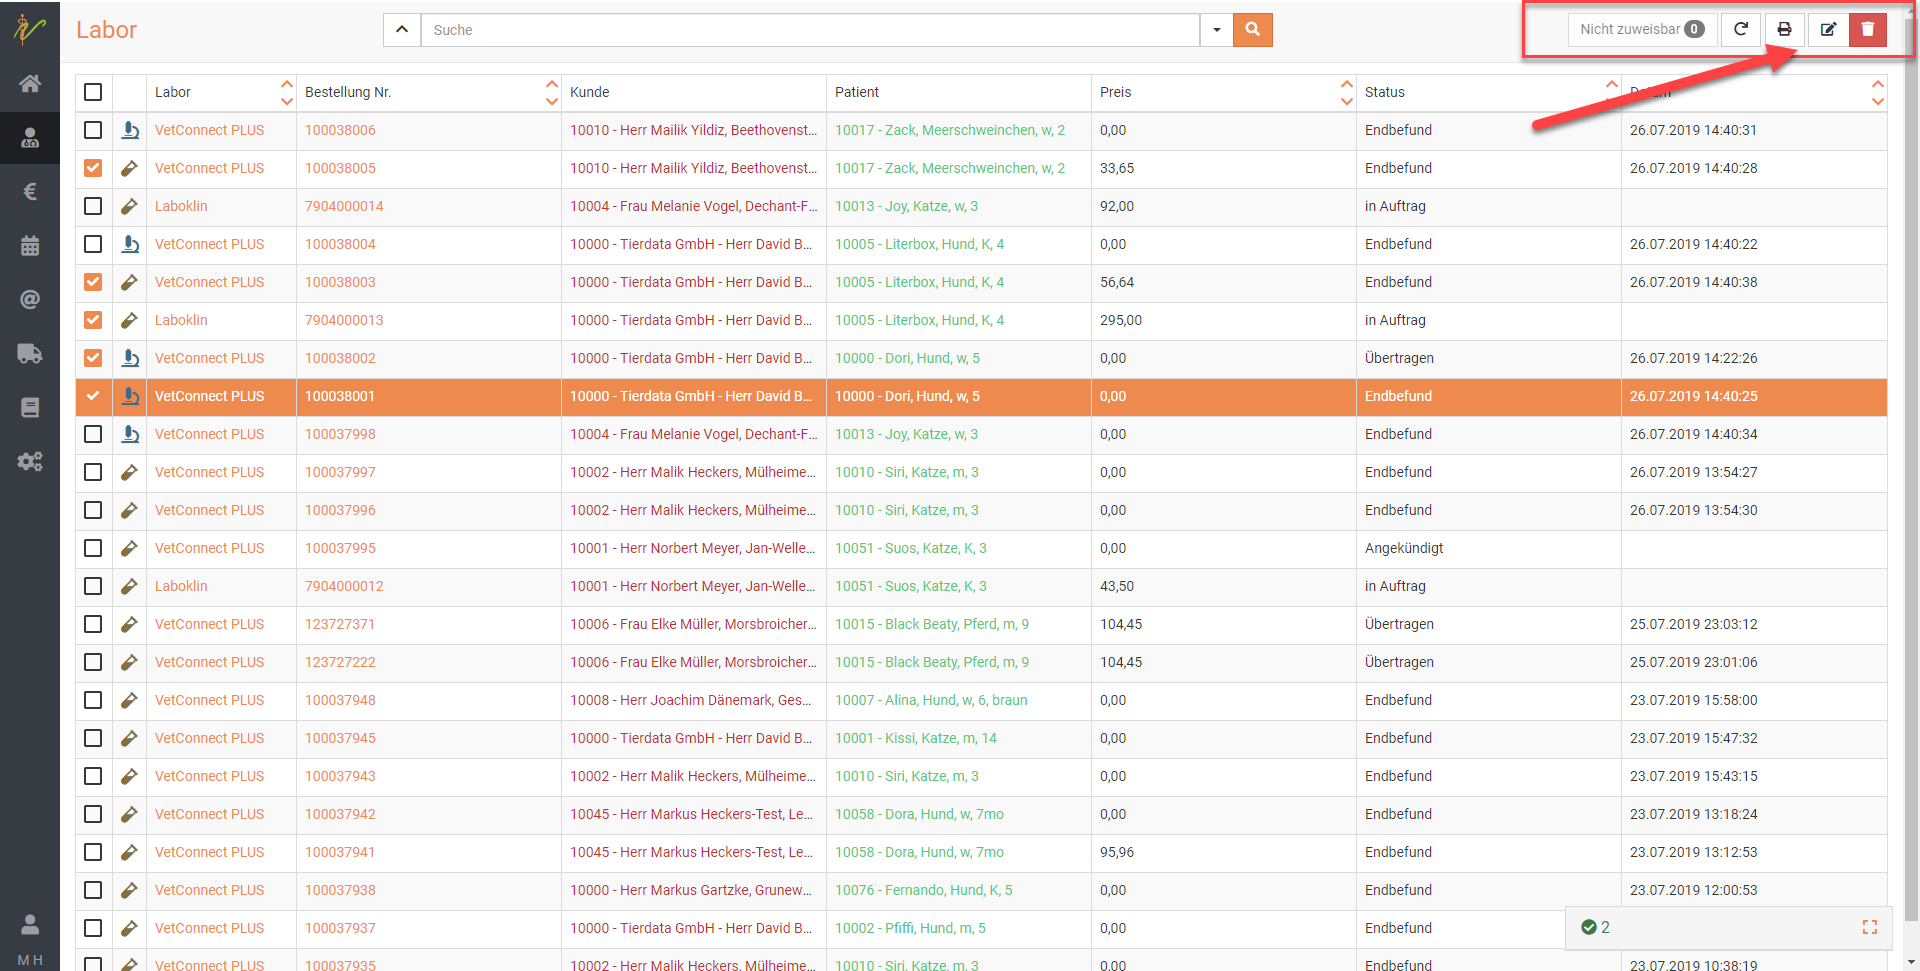 Labor
Suche
Nicht zuweisbar 0
Labor Bestellung Nr. Kunde Patient Preis Status
VetConnect PLUS 100038006 10010 - Herr Mailik Yildiz, Beethovenst... 10017 - Zack, Meerschweinchen, w, 2 0,00 Endbefund 26.07.2019 14:40:31
VetConnect PLUS 100038005 10010 - Herr Mailik Yildiz, Beethovenst... 10017 - Zack, Meerschweinchen, w, 2 33,65 Endbefund 26.07.2019 14:40:28
Laboklin 7904000014 10004 - Frau Melanie Vogel, Dechant-F... 10013 - Joy, Katze, w, 3 92,00 in Auftrag
VetConnect PLUS 100038004 10000 - Tierdata GmbH - Herr David B... 10005 - Literbox, Hund, K, 4 0,00 Endbefund 26.07.2019 14:40:22
VetConnect PLUS 100038003 10000 - Tierdata GmbH - Herr David B... 10005 - Literbox, Hund, K, 4 56,64 Endbefund 26.07.2019 14:40:38
Laboklin 7904000013 10000 - Tierdata GmbH - Herr David B... 10005 - Literbox, Hund, K, 4 295,00 in Auftrag
VetConnect PLUS 100038002 10000 - Tierdata GmbH - Herr David B... 10000 - Dori, Hund, w, 5 0,00 Übertragen 26.07.2019 14:22:26
VetConnect PLUS 100038001 10000 - Tierdata GmbH - Herr David B... 10000 - Dori, Hund, w, 5 0,00 Endbefund 26.07.2019 14:40:25
VetConnect PLUS 100037998 10004 - Frau Melanie Vogel, Dechant-F... 10013 - Joy, Katze, w, 3 0,00 Endbefund 26.07.2019 14:40:34
VetConnect PLUS 100037997 10002 - Herr Malik Heckers, Mülheime... 10010 - Siri, Katze, m, 3 0,00 Endbefund 26.07.2019 13:54:27
VetConnect PLUS 100037996 10002 - Herr Malik Heckers, Mülheime... 10010 - Siri, Katze, m, 3 0,00 Endbefund 26.07.2019 13:54:30
VetConnect PLUS 100037995 10001 - Herr Norbert Meyer, Jan-Welle... 10051 - Suos, Katze, K, 3 0,00 Angekündigt
Laboklin 7904000012 10001 - Herr Norbert Meyer, Jan-Welle... 10051 - Suos, Katze, K, 3 43,50 in Auftrag
VetConnect PLUS 123727371 10006 - Frau Elke Müller, Morsbroicher... 10015 - Black Beaty, Pferd, m, 9 104,45 Übertragen 25.07.2019 23:03:12
VetConnect PLUS 123727222 10006 - Frau Elke Müller, Morsbroicher... 10015 - Black Beaty, Pferd, m, 9 104,45 Übertragen 25.07.2019 23:01:06
VetConnect PLUS 100037948 10008 - Herr Joachim Dänemark, Ges... 10007 - Alina, Hund, w, 6, braun 0,00 Endbefund 23.07.2019 15:58:00
VetConnect PLUS 100037945 10000 - Tierdata GmbH - Herr David B... 10001 - Kissi, Katze, m, 14 0,00 Endbefund 23.07.2019 15:47:32
VetConnect PLUS 100037943 10002 - Herr Malik Heckers, Mülheime... 10010 - Siri, Katze, m, 3 0,00 Endbefund 23.07.2019 15:43:15
VetConnect PLUS 100037942 10045 - Herr Markus Heckers-Test, Le... 10058 - Dora, Hund, w, 7mo 0,00 Endbefund 23.07.2019 13:18:24
VetConnect PLUS 100037941 10045 - Herr Markus Heckers-Test, Le... 10058 - Dora, Hund, w, 7mo 95,96 Endbefund 23.07.2019 13:12:53
VetConnect PLUS 100037938 10000 - Herr Markus Gartzke, Grunew... 10076 - Fernando, Hund, K, 5 0,00 Endbefund 23.07.2019 12:00:53
VetConnect PLUS 100037937 10000 - Tierdata GmbH - Herr David B... 10002 - Pfiffi, Hund, m, 5 0,00 Endbefund
2
VetConnect PLUS 100037935 10002 - Herr Malik Heckers, Mülheime... 10010 - Siri, Katze, m, 3 0,00 Endbefund 23.07.2019 10:38:19
M H